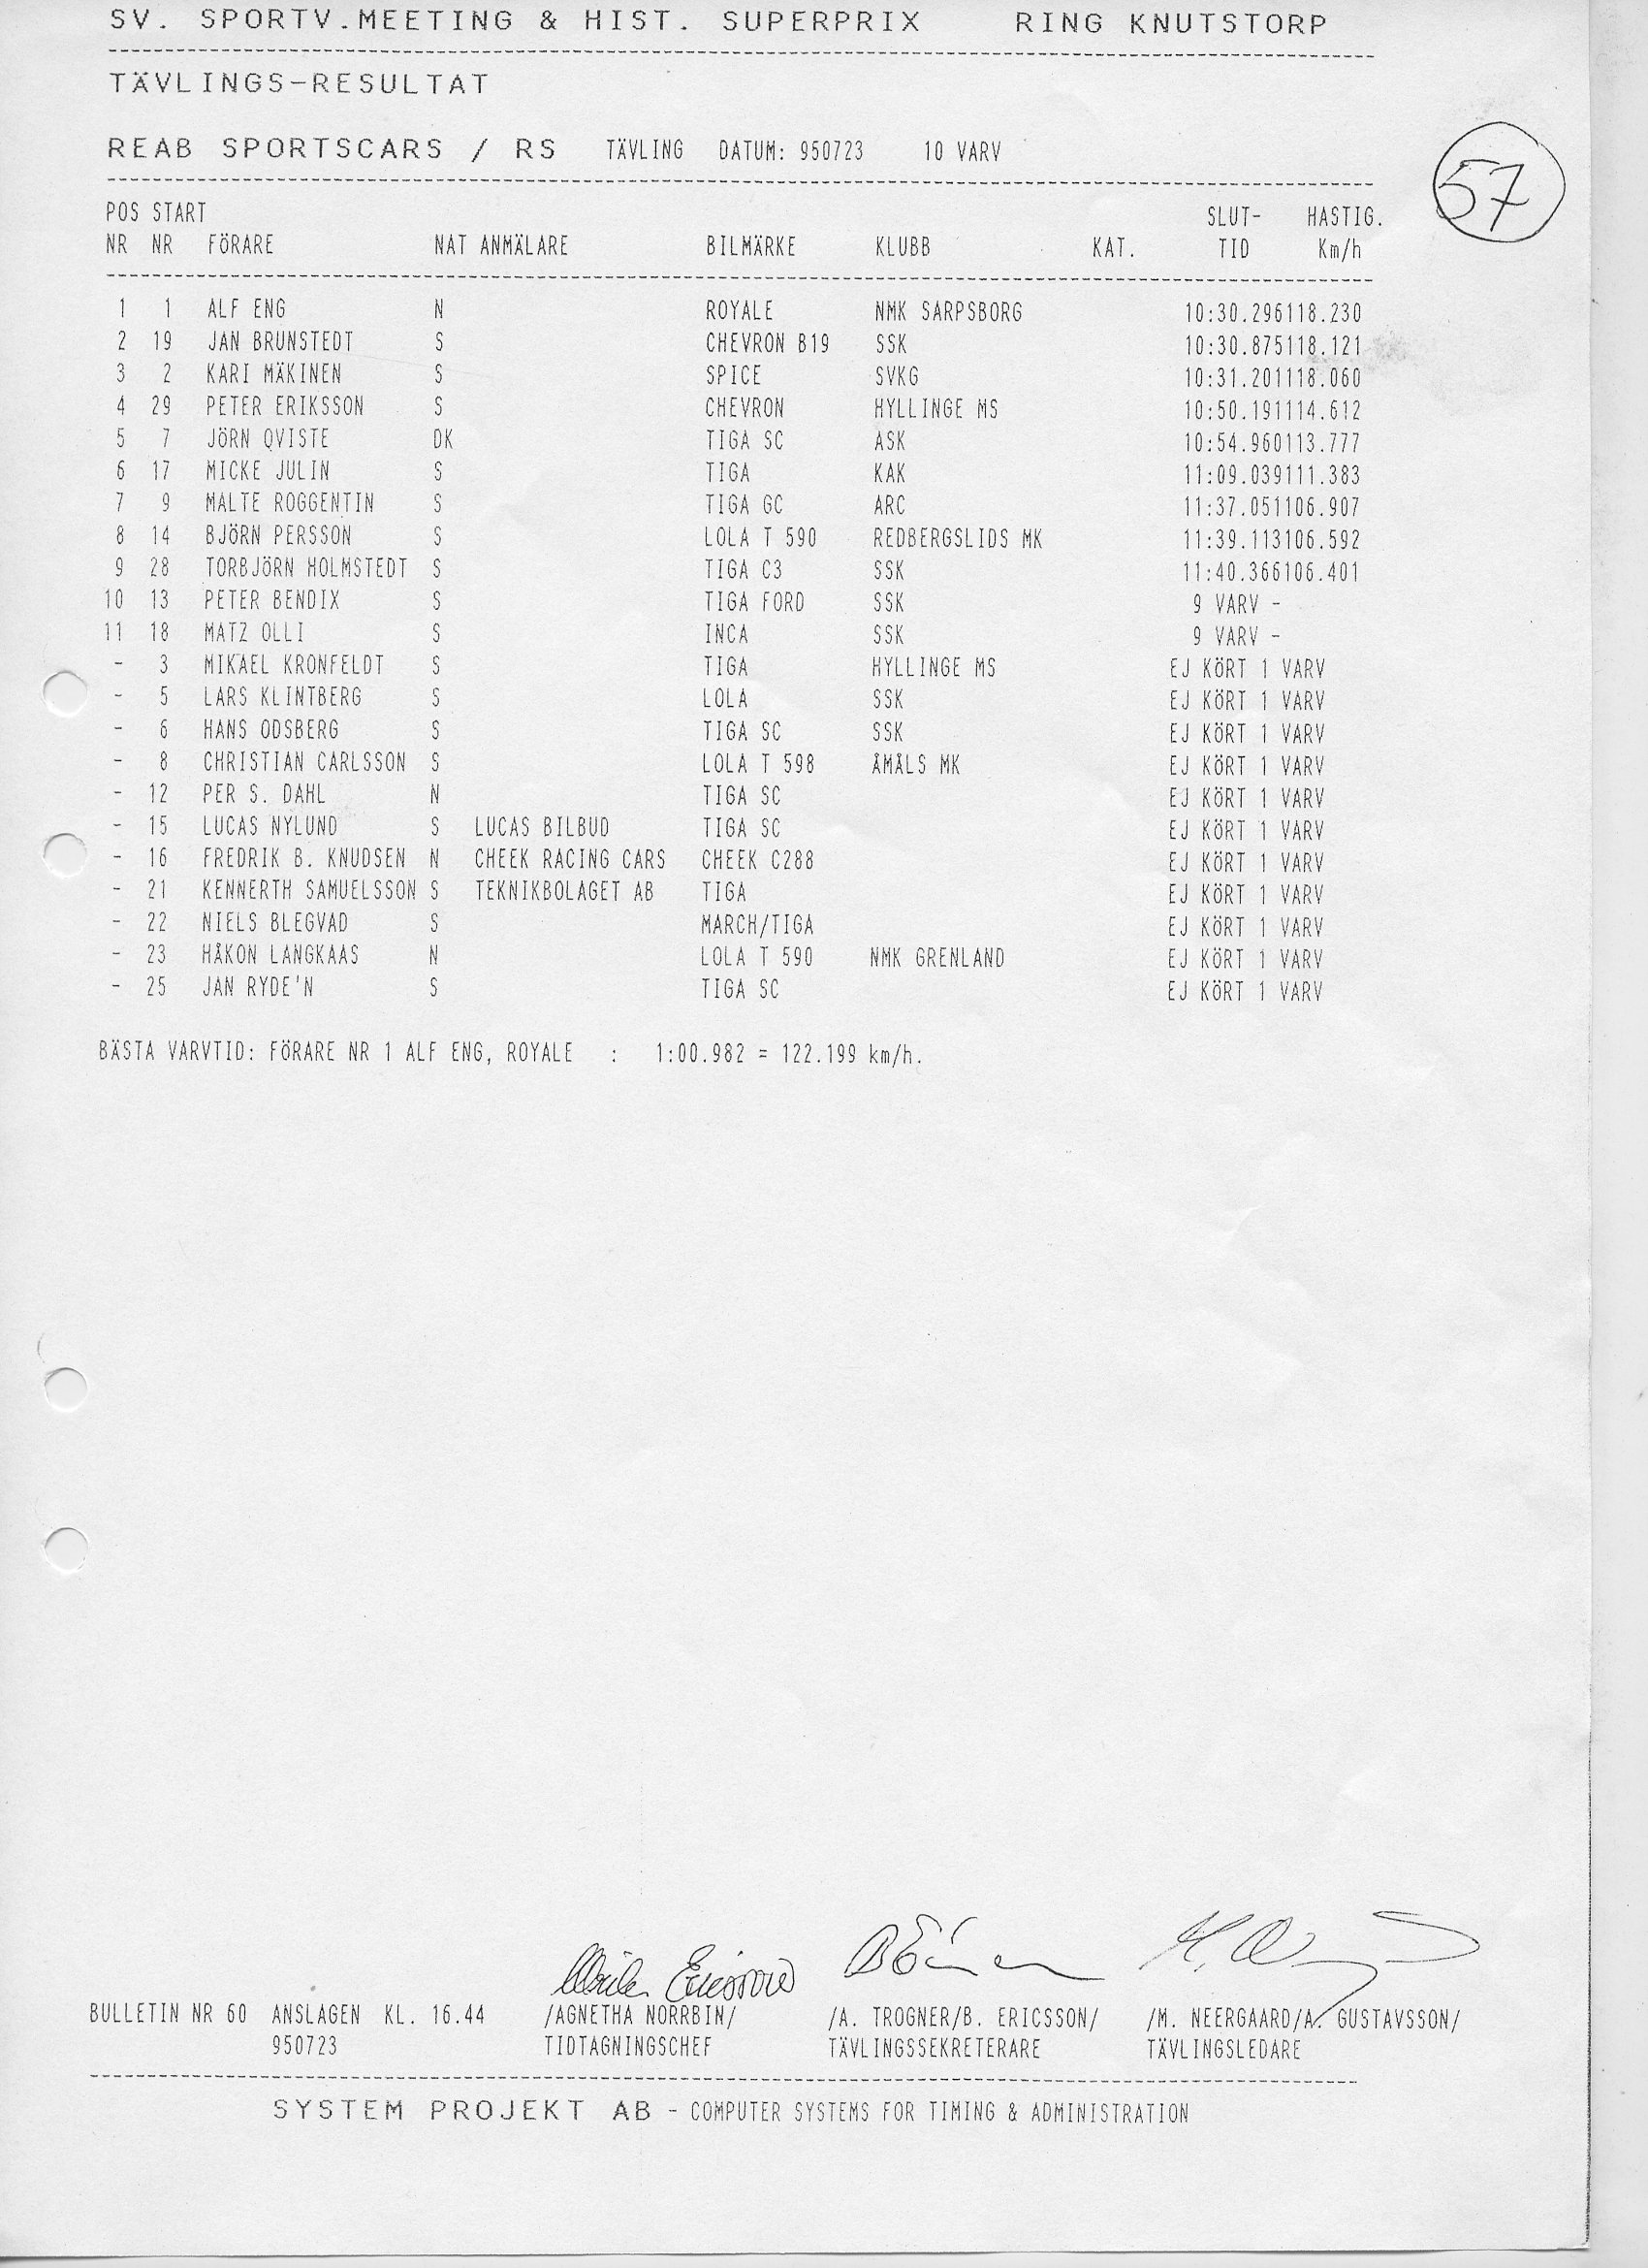 SV. SPORTV.MEETING & HIST. SUPERPRIX RING KNUTSTORP
TÄVLINGS-RESULTAT
REAB SPORTSCARS / RS TÄVLING DATUM: 950723 10 VARV
57
POS START SLUT- HASTIG.
NR NR FÖRARE NAT ANMÄLARE BILMÄRKE KLUBB KAT. TID Km/h
1 1 ALF ENG N ROYALE NMK SARPSBORG 10:30.296118.230
2 19 JAN BRUNSTEDT S CHEVRON B19 SSK 10:30.875118.121
3 2 KARI MÄKINEN S SPICE SVKG 10:31.201118.060
4 29 PETER ERIKSSON S CHEVRON HYLLINGE MS 10:50.191114.612
5 7 JÖRN QVISTE DK TIGA SC ASK 10:54.960113.777
6 17 MICKE JULIN S TIGA KAK 11:09.039111.383
7 9 MALTE ROGGENTIN S TIGA GC ARC 11:37.051106.907
8 14 BJÖRN PERSSON S LOLA T 590 REDBERGSLIDS MK 11:39.113106.592
9 28 TORBJÖRN HOLMSTEDT S TIGA C3 SSK 11:40.366106.401
10 13 PETER BENDIX S TIGA FORD SSK 9 VARV -
11 18 MATZ OLLI S INCA SSK 9 VARV -
- 3 MIKAEL KRONFELDT S TIGA HYLLINGE MS EJ KÖRT 1 VARV
- 5 LARS KLINTBERG S LOLA SSK EJ KÖRT 1 VARV
- 6 HANS ODSBERG S TIGA SC SSK EJ KÖRT 1 VARV
- 8 CHRISTIAN CARLSSON S LOLA T 598 ÅMÅLS MK EJ KÖRT 1 VARV
- 12 PER S. DAHL N TIGA SC EJ KÖRT 1 VARV
- 15 LUCAS NYLUND S LUCAS BILBUD TIGA SC EJ KÖRT 1 VARV
- 16 FREDRIK B. KNUDSEN N CHEEK RACING CARS CHEEK C288 EJ KÖRT 1 VARV
- 21 KENNERTH SAMUELSSON S TEKNIKBOLAGET AB TIGA EJ KÖRT 1 VARV
- 22 NIELS BLEGVAD S MARCH/TIGA EJ KÖRT 1 VARV
- 23 HÅKON LANGKAAS N LOLA T 590 NMK GRENLAND EJ KÖRT 1 VARV
- 25 JAN RYDE'N S TIGA SC EJ KÖRT 1 VARV
BÄSTA VARVTID: FÖRARE NR 1 ALF ENG, ROYALE : 1:00.982 = 122.199 km/h.
BULLETIN NR 60 ANSLAGEN KL. 16.44 /AGNETHA NORRBIN/ /A. TROGNER/B. ERICSSON/ /M. NEERGAARD/A. GUSTAVSSON/
950723 TIDTAGNINGSCHEF TÄVLINGSSEKRETERARE TÄVLINGSLEDARE
SYSTEM PROJEKT AB - COMPUTER SYSTEMS FOR TIMING & ADMINISTRATION